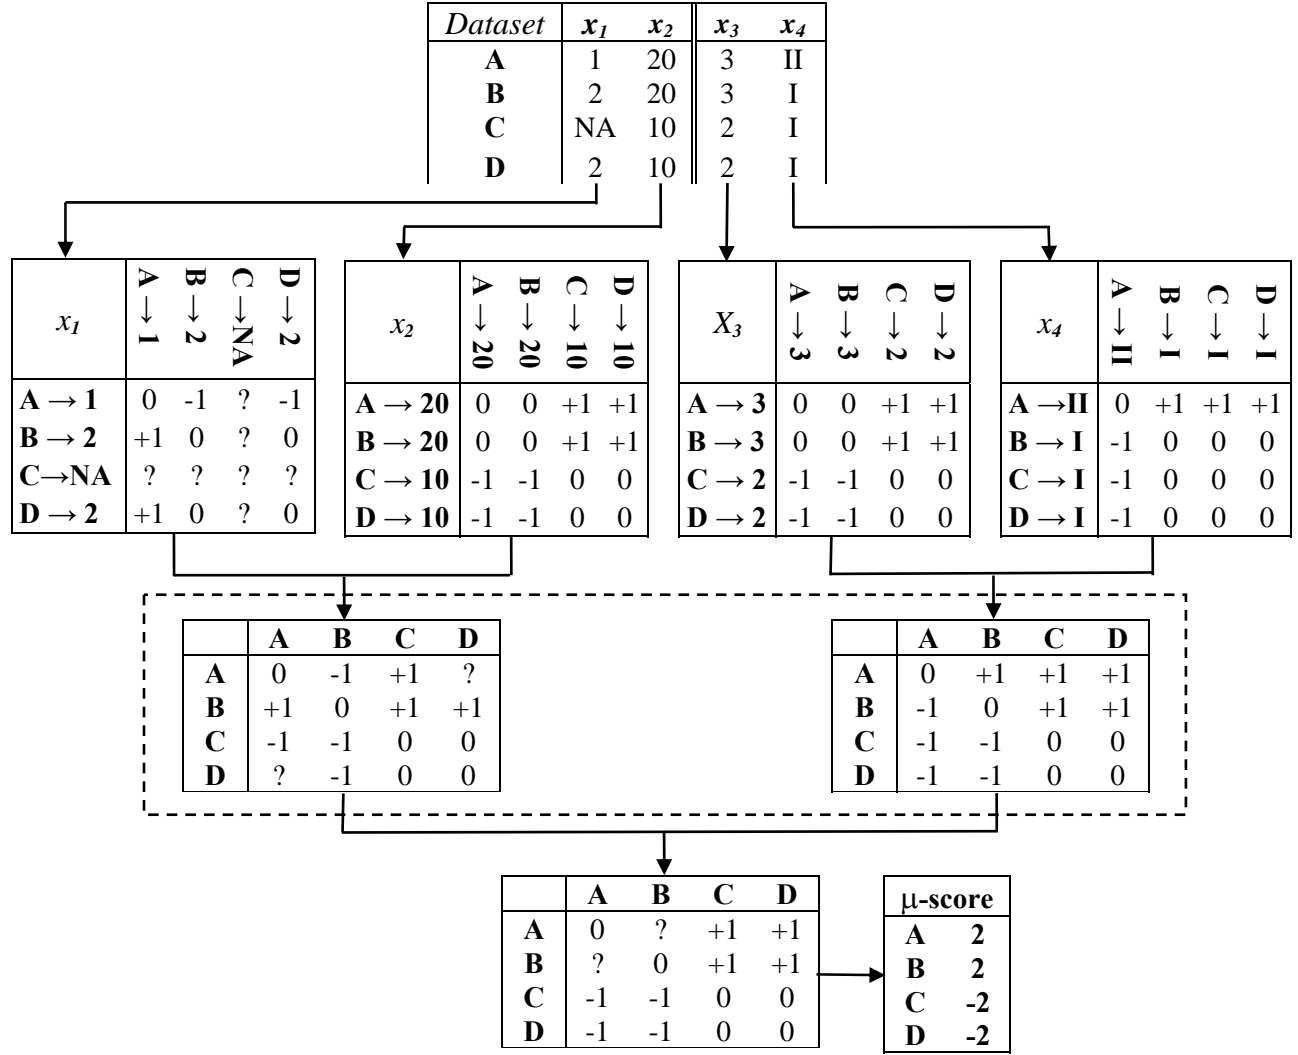 Dataset x1 x2 x3 x4
A 1 20 3 II
B 2 20 3 I
C NA 10 2 I
D 2 10 2 I
x1 A→1 B→2 C→NA D→2
A → 1 0 -1 ? -1
B → 2 +1 0 ? 0
C→NA ? ? ? ?
D → 2 +1 0 ? 0
x2 A→20 B→20 C→10 D→10
A → 20 0 0 +1 +1
B → 20 0 0 +1 +1
C → 10 -1 -1 0 0
D → 10 -1 -1 0 0
X3 A→3 B→3 C→2 D→2
A → 3 0 0 +1 +1
B → 3 0 0 +1 +1
C → 2 -1 -1 0 0
D → 2 -1 -1 0 0
x4 A→II B→I C→I D→I
A →II 0 +1 +1 +1
B → I -1 0 0 0
C → I -1 0 0 0
D → I -1 0 0 0
A B C D
A 0 -1 +1 ?
B +1 0 +1 +1
C -1 -1 0 0
D ? -1 0 0
A B C D
A 0 +1 +1 +1
B -1 0 +1 +1
C -1 -1 0 0
D -1 -1 0 0
A B C D
A 0 ? +1 +1
B ? 0 +1 +1
C -1 -1 0 0
D -1 -1 0 0
μ-score
A 2
B 2
C -2
D -2